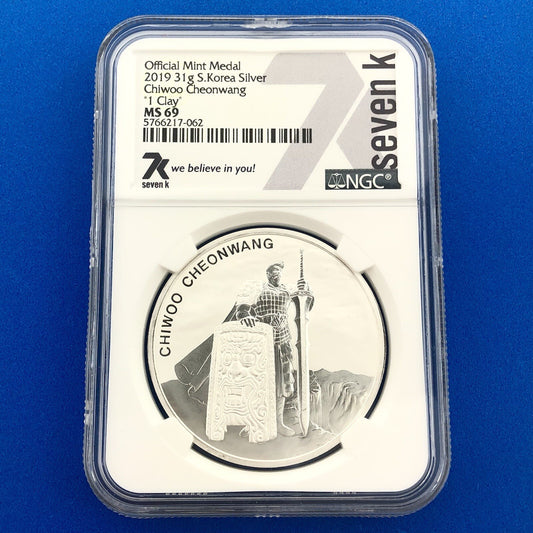 Official Mint Medal
2019 31g S.Korea Silver
Chiwoo Cheonwang
"1 Clay"
MS 69
5766217-062
7K we believe in you!
seven k
7K
seven k
NGC®
CHIWOO CHEONWANG